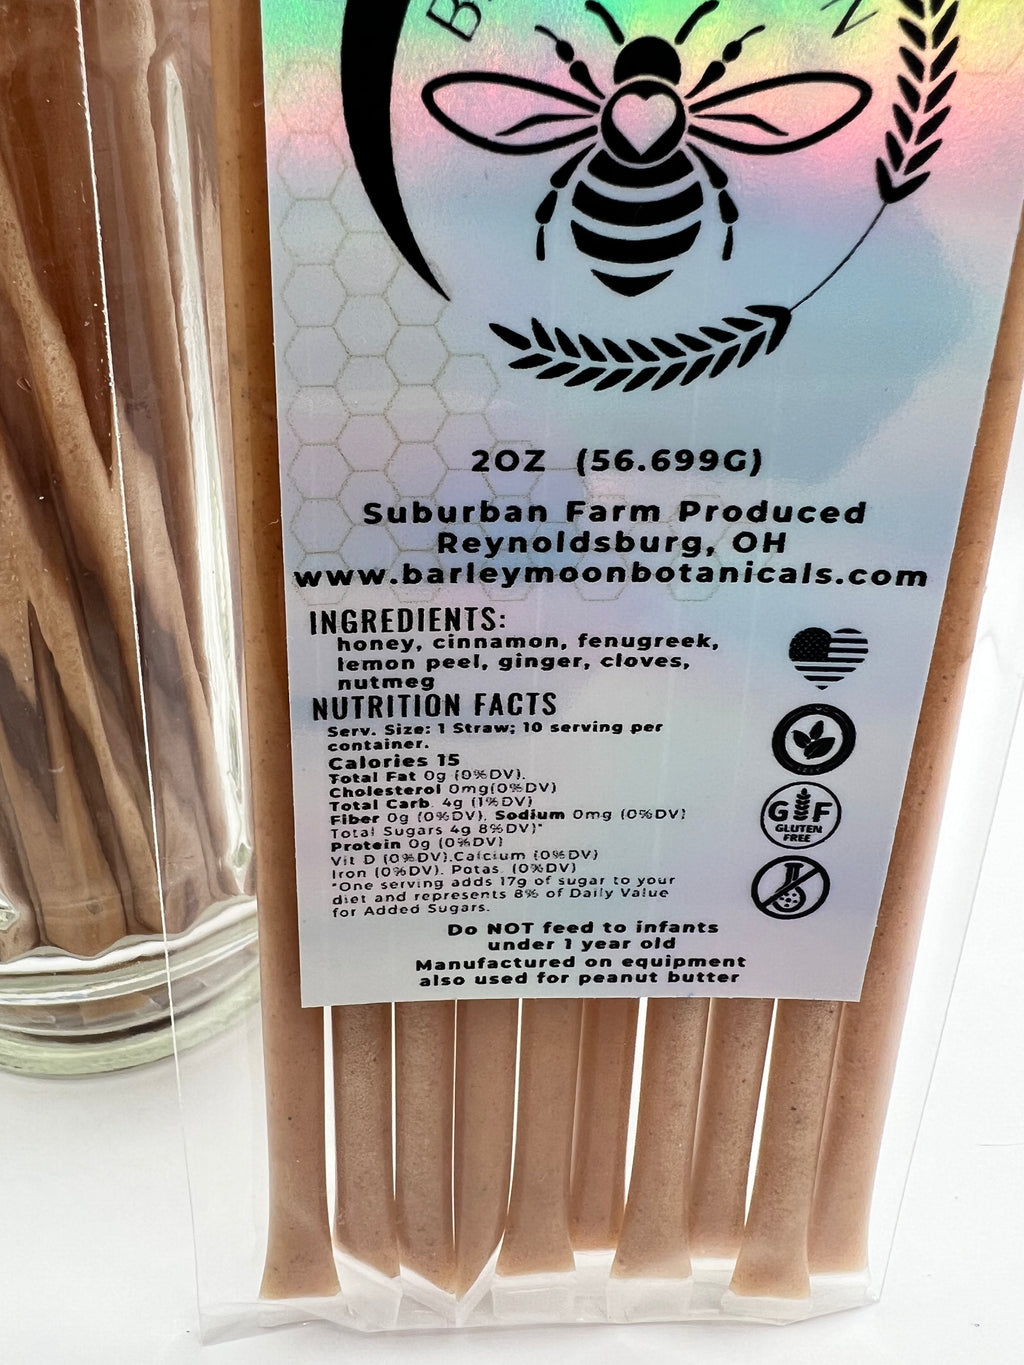 2OZ (56.699G)
Suburban Farm Produced
Reynoldsburg, OH
www.barleymoonbotanicals.com
INGREDIENTS:
honey, cinnamon, fenugreek,
lemon peel, ginger, cloves,
nutmeg
NUTRITION FACTS
Serv. Size: 1 Straw; 10 serving per
container.
Calories 15
Total Fat 0g (0%DV).
Cholesterol 0mg(0%DV)
Total Carb. 4g (1%DV)
Fiber 0g (0%DV), Sodium 0mg (0%DV)
Total Sugars 4g 8%DV)*
Protein 0g (0%DV)
Vit D (0%DV).Calcium (0%DV)
Iron (0%DV). Potas. (0%DV)
*One serving adds 17g of sugar to your
diet and represents 8% of Daily Value
for Added Sugars.
GF
GLUTEN
FREE
Do NOT feed to infants
under 1 year old
Manufactured on equipment
also used for peanut butter